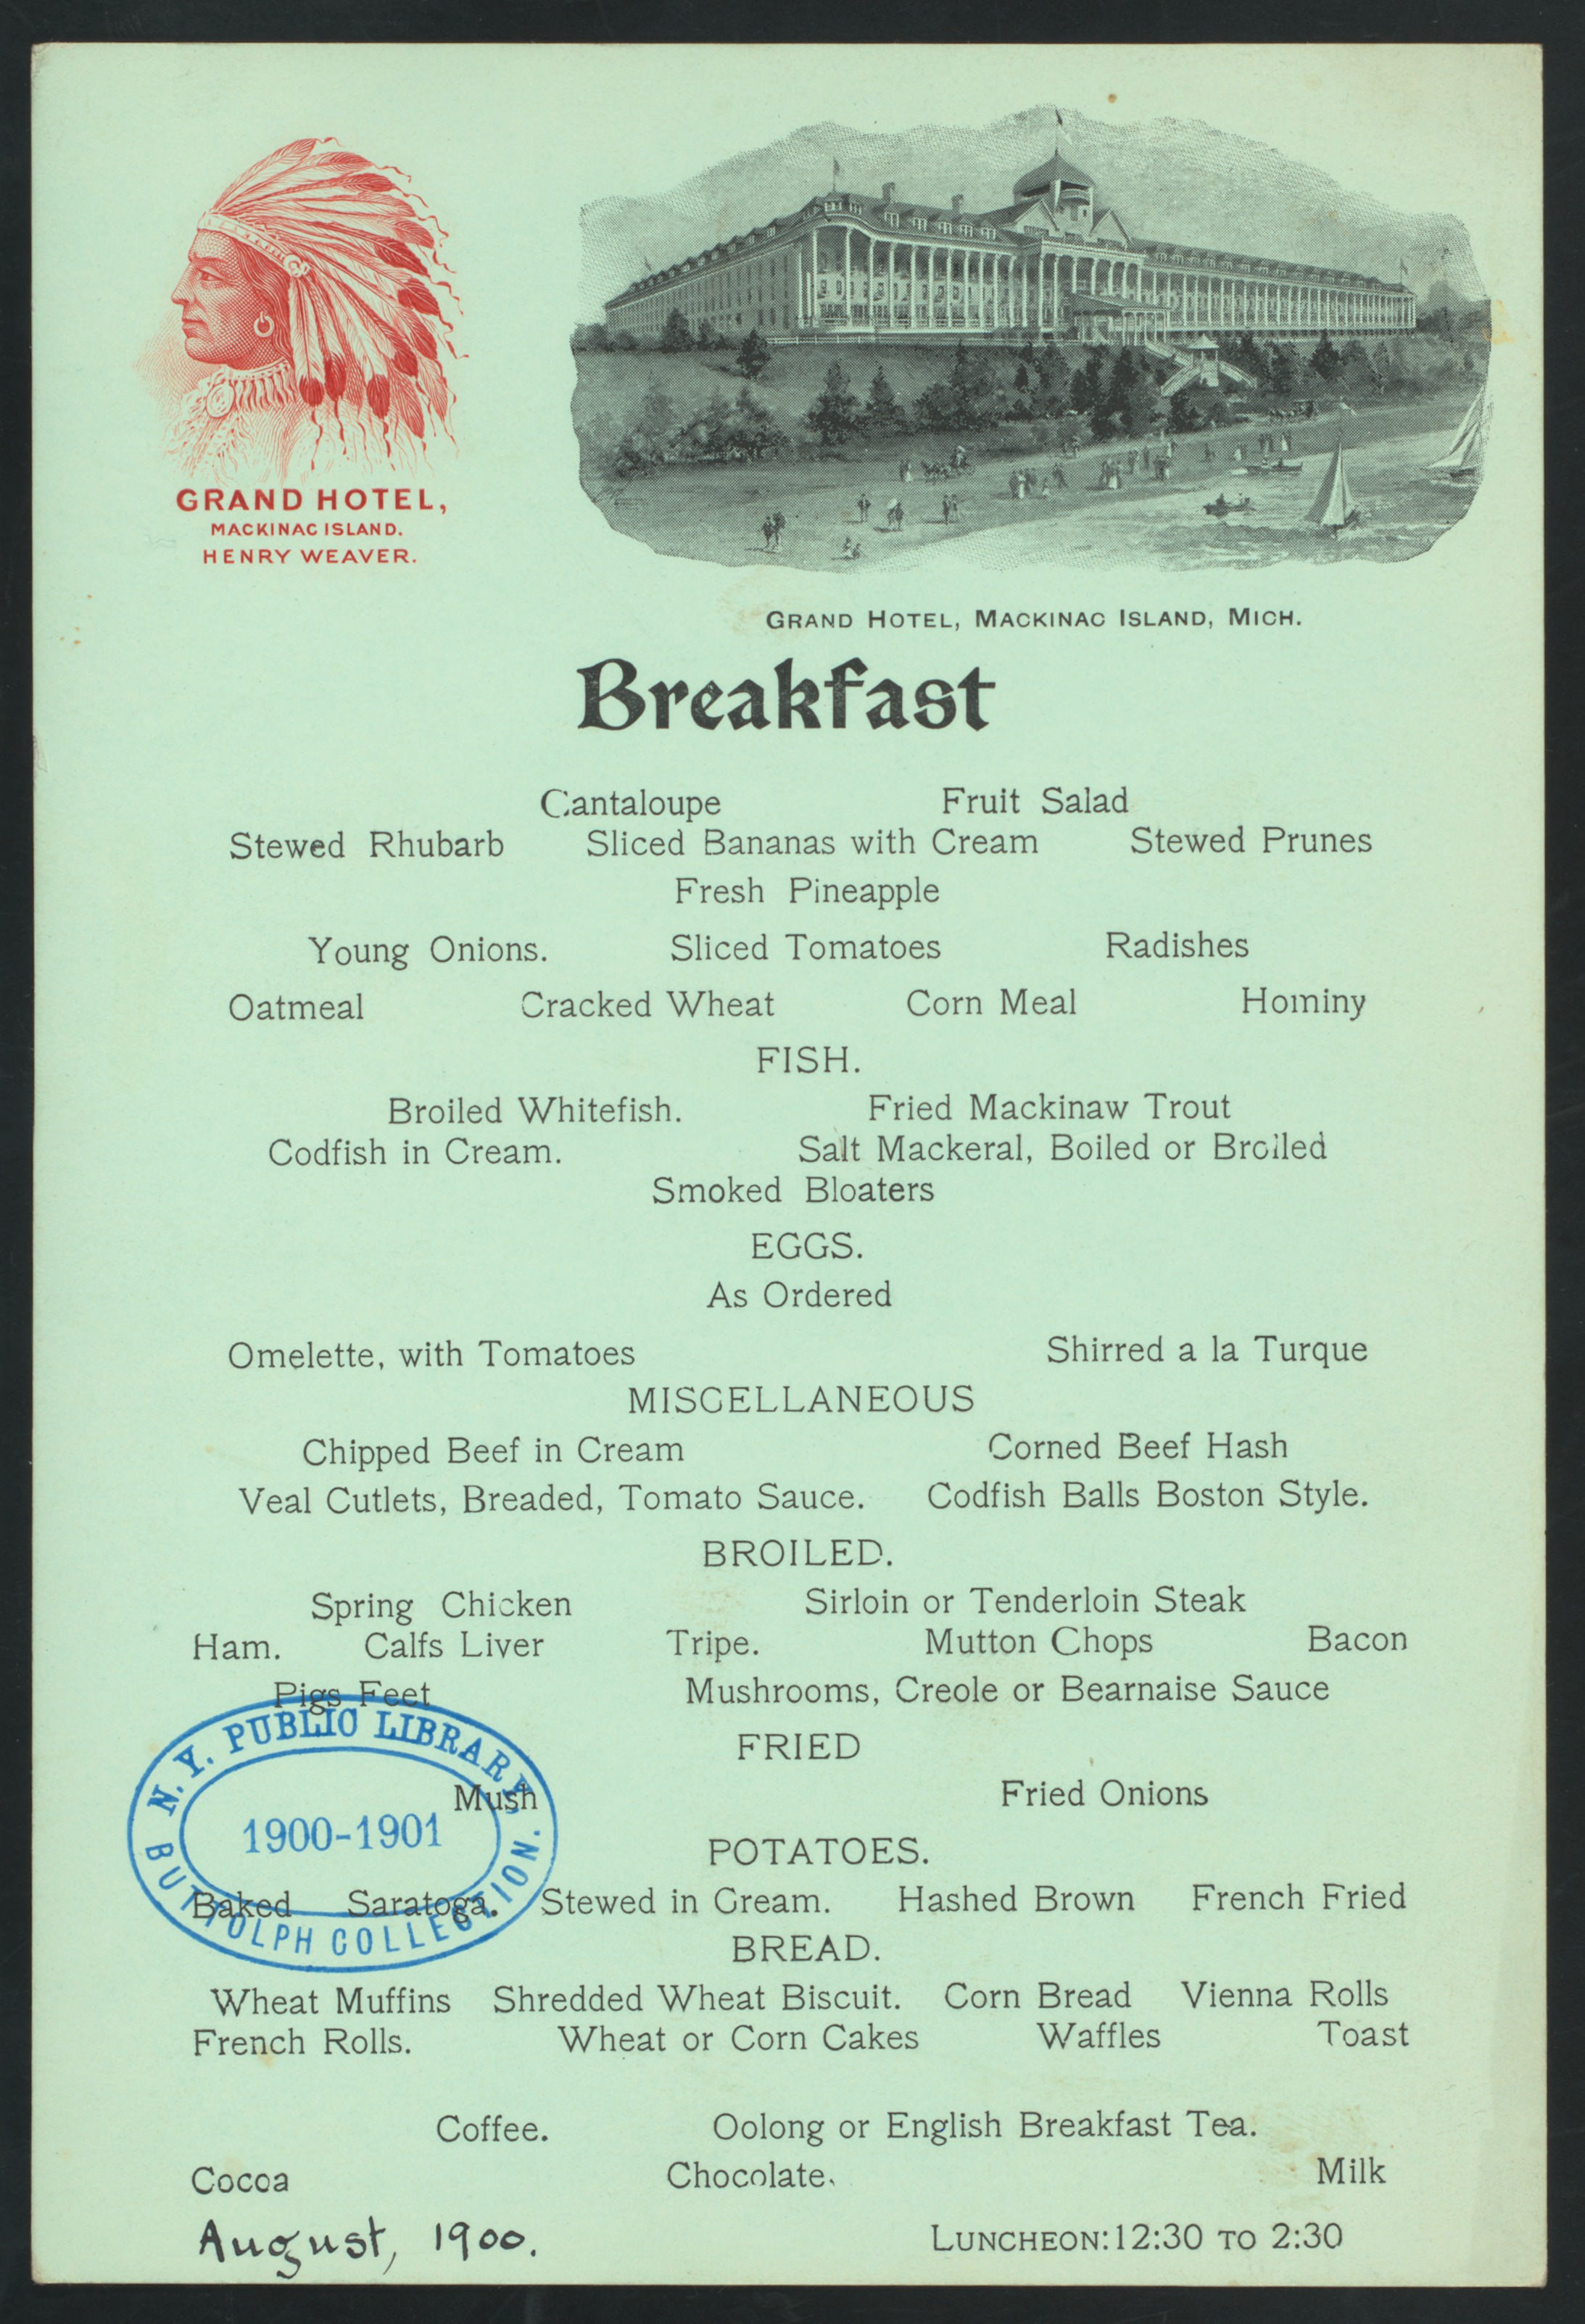 GRAND HOTEL,
MACKINAC ISLAND.
HENRY WEAVER.
GRAND HOTEL, MACKINAC ISLAND, MICH.
Breakfast
Cantaloupe Fruit Salad
Stewed Rhubarb Sliced Bananas with Cream Stewed Prunes
Fresh Pineapple
Young Onions. Sliced Tomatoes Radishes
Oatmeal Cracked Wheat Corn Meal Hominy
FISH.
Broiled Whitefish. Fried Mackinaw Trout
Codfish in Cream. Salt Mackeral, Boiled or Broiled
Smoked Bloaters
EGGS.
As Ordered
Omelette, with Tomatoes Shirred a la Turque
MISCELLANEOUS
Chipped Beef in Cream Corned Beef Hash
Veal Cutlets, Breaded, Tomato Sauce. Codfish Balls Boston Style.
BROILED.
Spring Chicken Sirloin or Tenderloin Steak
Ham. Calfs Liver Tripe. Mutton Chops Bacon
Pigs Feet Mushrooms, Creole or Bearnaise Sauce
FRIED
Mush Fried Onions
POTATOES.
Baked Saratoga. Stewed in Cream. Hashed Brown French Fried
BREAD.
Wheat Muffins Shredded Wheat Biscuit. Corn Bread Vienna Rolls
French Rolls. Wheat or Corn Cakes Waffles Toast
Coffee. Oolong or English Breakfast Tea.
Cocoa Chocolate. Milk
August, 1900. LUNCHEON: 12:30 TO 2:30
N. Y. PUBLIC LIBRARY,
1900-1901
BUTTOLPH COLLECTION.